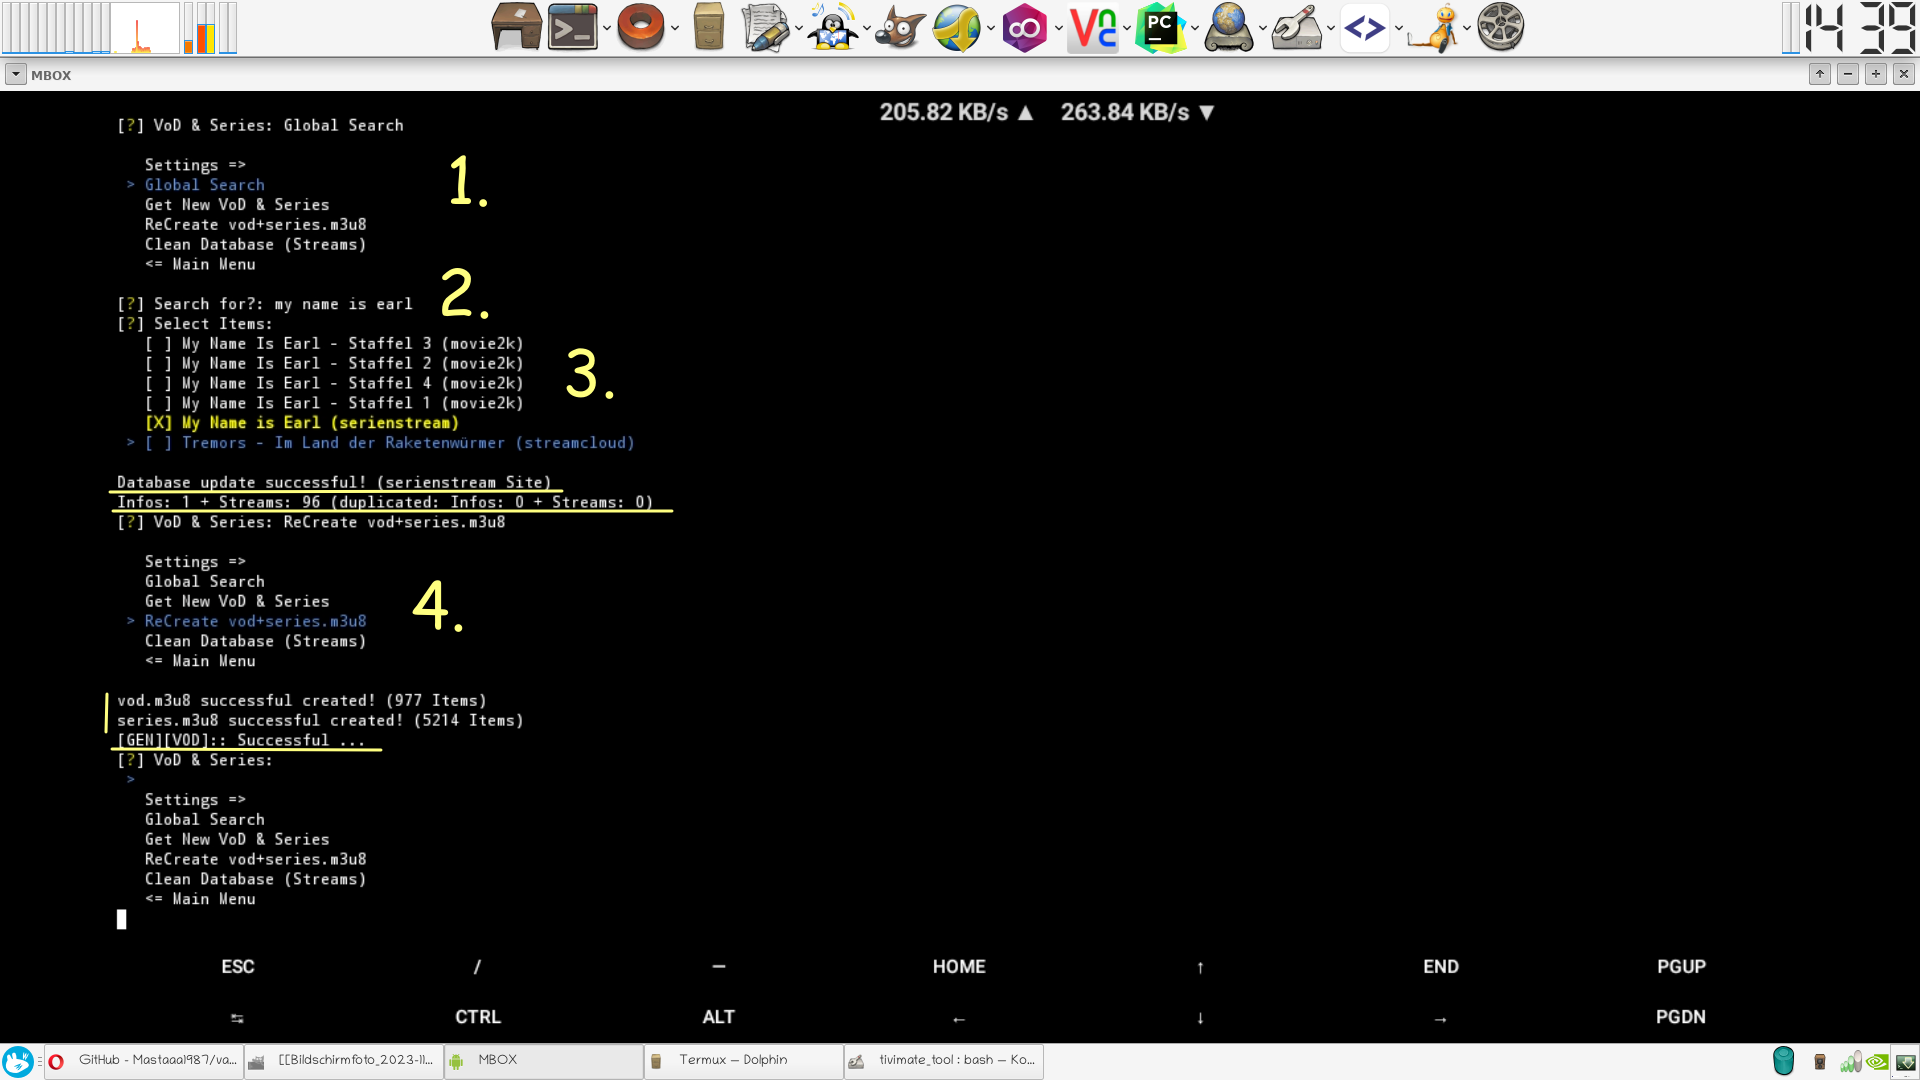 14 39
MBOX
205.82 KB/s ▲ 263.84 KB/s ▼
[?] VoD & Series: Global Search
Settings =>
> Global Search
Get New VoD & Series
ReCreate vod+series.m3u8
Clean Database (Streams)
<= Main Menu
1.
[?] Search for?: my name is earl
2.
[?] Select Items:
[ ] My Name Is Earl - Staffel 3 (movie2k)
[ ] My Name Is Earl - Staffel 2 (movie2k)
[ ] My Name Is Earl - Staffel 4 (movie2k)
[ ] My Name Is Earl - Staffel 1 (movie2k)
3.
[X] My Name is Earl (serienstream)
> [ ] Tremors - Im Land der Raketenwürmer (streamcloud)
Database update successful! (serienstream Site)
Infos: 1 + Streams: 96 (duplicated: Infos: 0 + Streams: 0)
[?] VoD & Series: ReCreate vod+series.m3u8
Settings =>
Global Search
Get New VoD & Series
> ReCreate vod+series.m3u8
Clean Database (Streams)
<= Main Menu
4.
vod.m3u8 successful created! (977 Items)
series.m3u8 successful created! (5214 Items)
[GEN][VOD]:: Successful ...
[?] VoD & Series:
>
Settings =>
Global Search
Get New VoD & Series
ReCreate vod+series.m3u8
Clean Database (Streams)
<= Main Menu
ESC / — HOME ↑ END PGUP
⇆ CTRL ALT ← ↓ → PGDN
GitHub - Mastaaa1987/va... [[Bildschirmfoto_2023-11... MBOX Termux — Dolphin tivimate_tool : bash — Ko...